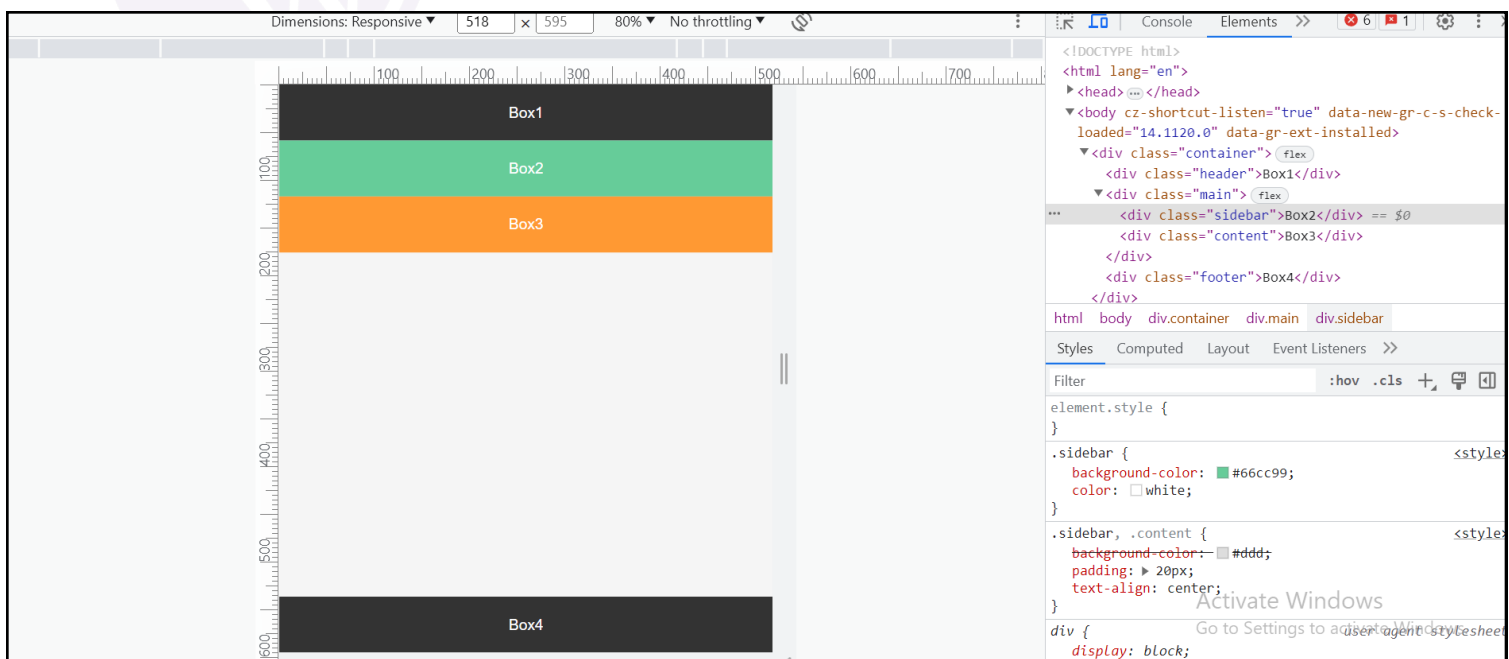 Dimensions: Responsive ▼ 518 × 595 80% ▼ No throttling ▼
Console Elements >> 6 1
100 200 300 400 500 600 700
Box1
100
Box2
Box3
200
300
400
500
Box4
600
<!DOCTYPE html>
<html lang="en">
▶<head> … </head>
▼<body cz-shortcut-listen="true" data-new-gr-c-s-check-
loaded="14.1120.0" data-gr-ext-installed>
▼<div class="container"> flex
<div class="header">Box1</div>
▼<div class="main"> flex
… <div class="sidebar">Box2</div> == $0
<div class="content">Box3</div>
</div>
<div class="footer">Box4</div>
</div>
html body div.container div.main div.sidebar
Styles Computed Layout Event Listeners >>
Filter :hov .cls +
element.style {
}
.sidebar { <style>
background-color: #66cc99;
color: white;
}
.sidebar, .content { <style>
background-color: #ddd;
padding: ▶ 20px;
text-align: center;
}
Activate Windows
Go to Settings to activate Windows.
div { user agent stylesheet
display: block;